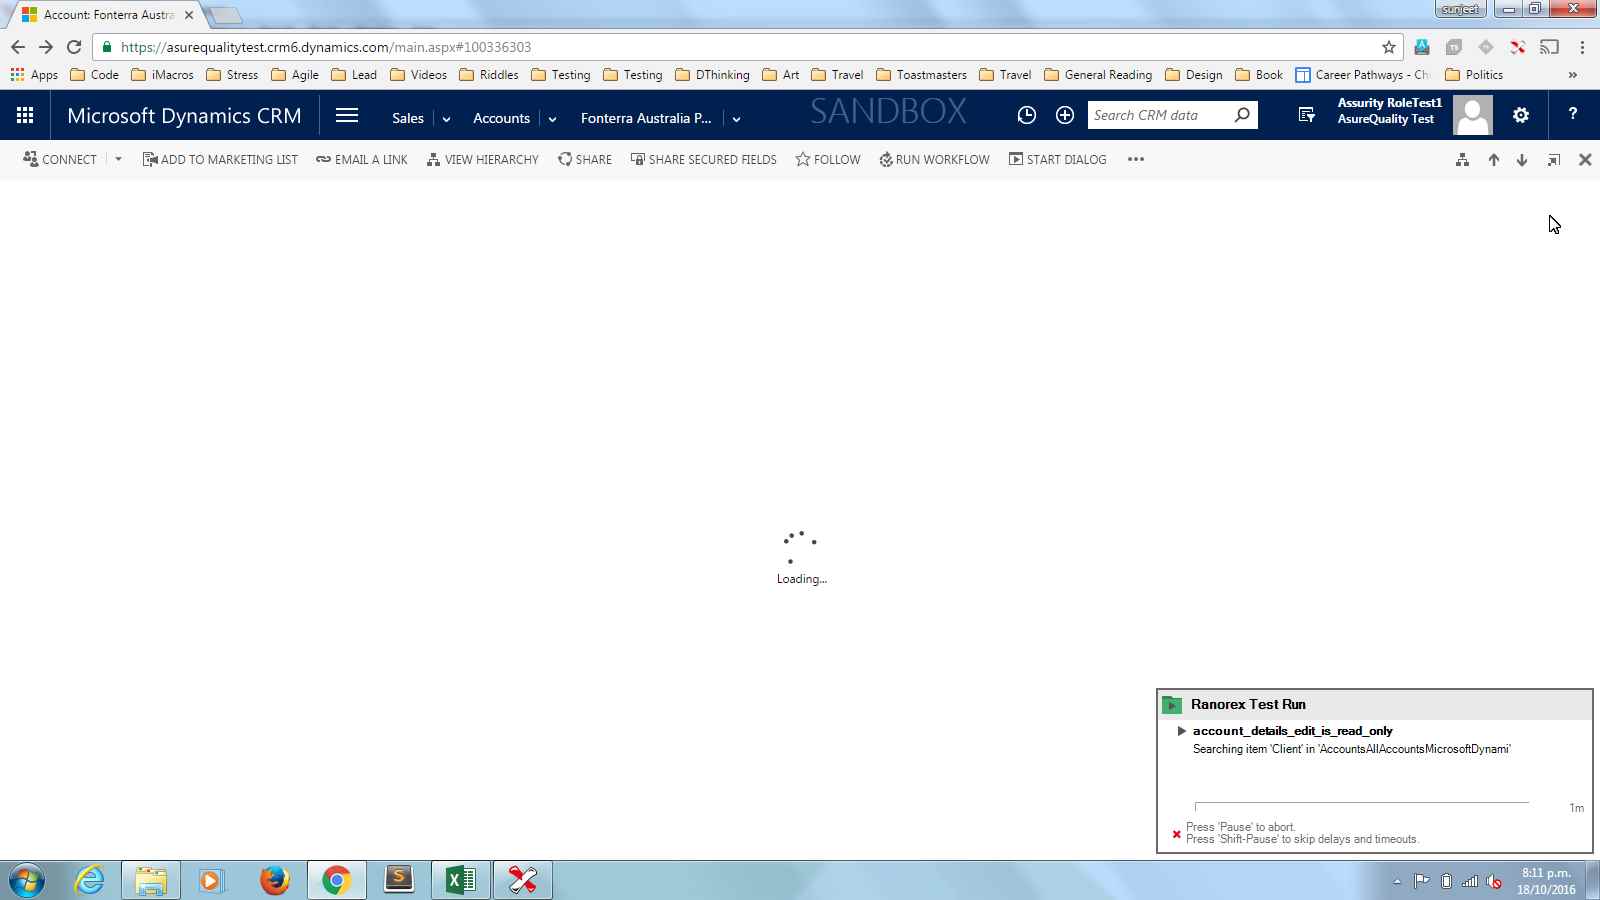 Account: Fonterra Austra
sunjeet
https://asurequalitytest.crm6.dynamics.com/main.aspx#100336303
Apps Code iMacros Stress Agile Lead Videos Riddles Testing Testing DThinking Art Travel Toastmasters Travel General Reading Design Book Career Pathways - Ch Politics »
Microsoft Dynamics CRM Sales Accounts Fonterra Australia P... SANDBOX Search CRM data Assurity RoleTest1 ?
AsureQuality Test
CONNECT ADD TO MARKETING LIST EMAIL A LINK VIEW HIERARCHY SHARE SHARE SECURED FIELDS FOLLOW RUN WORKFLOW START DIALOG •••
Loading...
Ranorex Test Run
account_details_edit_is_read_only
Searching item 'Client' in 'AccountsAllAccountsMicrosoftDynami'
1m
Press 'Pause' to abort.
Press 'Shift-Pause' to skip delays and timeouts.
8:11 p.m.
18/10/2016